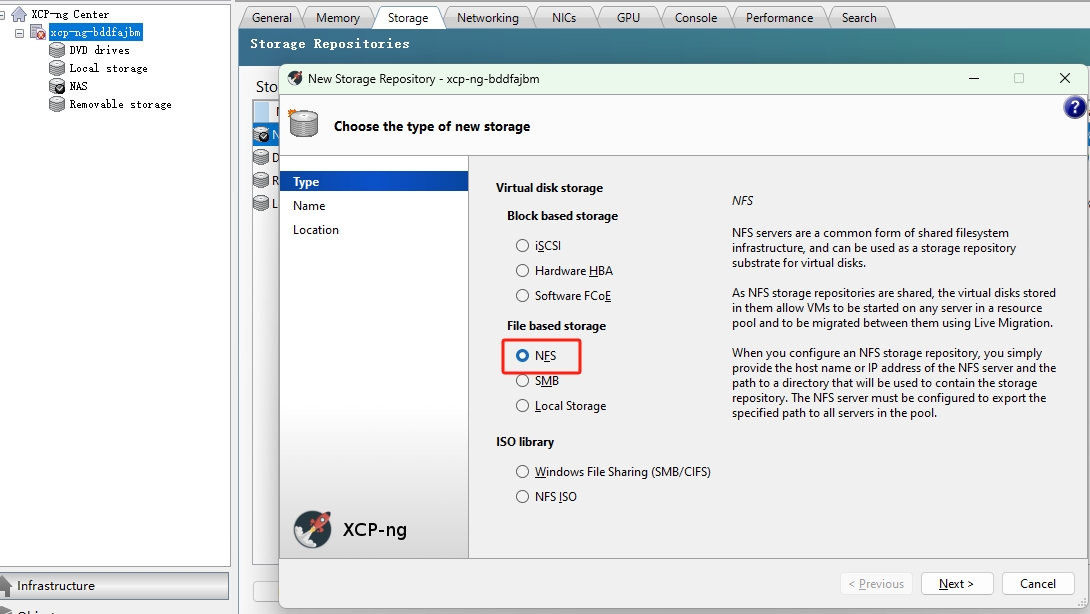 XCP-ng Center
xcp-ng-bddfajbm
DVD drives
Local storage
NAS
Removable storage
Infrastructure
General
Memory
Storage
Networking
NICs
GPU
Console
Performance
Search
Storage Repositories
Sto
N
D
R
L
New Storage Repository - xcp-ng-bddfajbm
?
Choose the type of new storage
Type
Name
Location
XCP-ng
Virtual disk storage
Block based storage
iSCSI
Hardware HBA
Software FCoE
File based storage
NFS
SMB
Local Storage
ISO library
Windows File Sharing (SMB/CIFS)
NFS ISO
NFS
NFS servers are a common form of shared filesystem
infrastructure, and can be used as a storage repository
substrate for virtual disks.
As NFS storage repositories are shared, the virtual disks stored
in them allow VMs to be started on any server in a resource
pool and to be migrated between them using Live Migration.
When you configure an NFS storage repository, you simply
provide the host name or IP address of the NFS server and the
path to a directory that will be used to contain the storage
repository. The NFS server must be configured to export the
specified path to all servers in the pool.
< Previous
Next >
Cancel